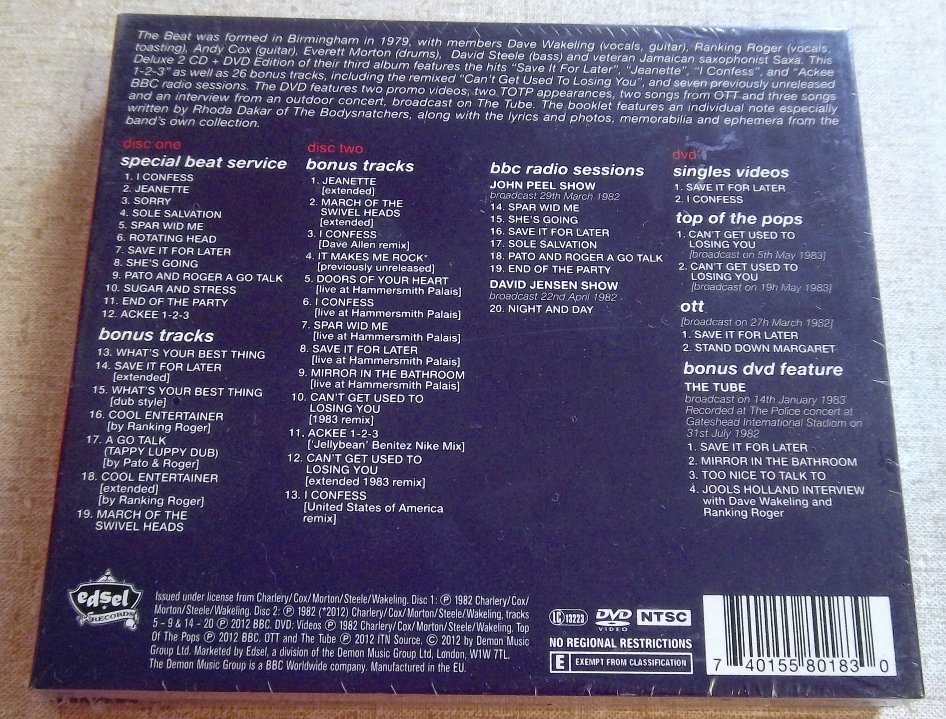 The Beat was formed in Birmingham in 1979, with members Dave Wakeling (vocals, guitar), Ranking Roger (vocals,
toasting), Andy Cox (guitar), Everett Morton (drums), David Steele (bass) and veteran Jamaican saxophonist Saxa. This
Deluxe 2 CD + DVD Edition of their third album features the hits "Save It For Later", "Jeanette", "I Confess", and "Ackee
1-2-3" as well as 26 bonus tracks, including the remixed "Can't Get Used To Losing You", and seven previously unreleased
BBC radio sessions. The DVD features two promo videos, two TOTP appearances, two songs from OTT and three songs
and an interview from an outdoor concert, broadcast on The Tube. The booklet features an individual note especially
written by Rhoda Dakar of The Bodysnatchers, along with the lyrics and photos, memorabilia and ephemera from the
band's own collection.
disc one
special beat service
1. I CONFESS
2. JEANETTE
3. SORRY
4. SOLE SALVATION
5. SPAR WID ME
6. ROTATING HEAD
7. SAVE IT FOR LATER
8. SHE'S GOING
9. PATO AND ROGER A GO TALK
10. SUGAR AND STRESS
11. END OF THE PARTY
12. ACKEE 1-2-3
bonus tracks
13. WHAT'S YOUR BEST THING
14. SAVE IT FOR LATER
[extended]
15. WHAT'S YOUR BEST THING
[dub style]
16. COOL ENTERTAINER
[by Ranking Roger]
17. A GO TALK
(TAPPY LUPPY DUB)
[by Pato & Roger]
18. COOL ENTERTAINER
[extended]
[by Ranking Roger]
19. MARCH OF THE
SWIVEL HEADS
disc two
bonus tracks
1. JEANETTE
[extended]
2. MARCH OF THE
SWIVEL HEADS
[extended]
3. I CONFESS
[Dave Allen remix]
4. IT MAKES ME ROCK*
[previously unreleased]
5. DOORS OF YOUR HEART
[live at Hammersmith Palais]
6. I CONFESS
[live at Hammersmith Palais]
7. SPAR WID ME
[live at Hammersmith Palais]
8. SAVE IT FOR LATER
[live at Hammersmith Palais]
9. MIRROR IN THE BATHROOM
[live at Hammersmith Palais]
10. CAN'T GET USED TO
LOSING YOU
[1983 remix]
11. ACKEE 1-2-3
['Jellybean' Benitez Nike Mix]
12. CAN'T GET USED TO
LOSING YOU
[extended 1983 remix]
13. I CONFESS
[United States of America
remix]
bbc radio sessions
JOHN PEEL SHOW
broadcast 29th March 1982
14. SPAR WID ME
15. SHE'S GOING
16. SAVE IT FOR LATER
17. SOLE SALVATION
18. PATO AND ROGER A GO TALK
19. END OF THE PARTY
DAVID JENSEN SHOW
broadcast 22nd April 1982
20. NIGHT AND DAY
dvd
singles videos
1. SAVE IT FOR LATER
2. I CONFESS
top of the pops
1. CAN'T GET USED TO
LOSING YOU
[broadcast on 5th May 1983]
2. CAN'T GET USED TO
LOSING YOU
[broadcast on 19h May 1983]
ott
[broadcast on 27h March 1982]
1. SAVE IT FOR LATER
2. STAND DOWN MARGARET
bonus dvd feature
THE TUBE
broadcast on 14th January 1983
Recorded at The Police concert at
Gateshead International Stadium on
31st July 1982
1. SAVE IT FOR LATER
2. MIRROR IN THE BATHROOM
3. TOO NICE TO TALK TO
4. JOOLS HOLLAND INTERVIEW
with Dave Wakeling and
Ranking Roger
edsel
RECORDS
Issued under license from Charlery/Cox/Morton/Steele/Wakeling. Disc 1: ℗ 1982 Charlery/Cox/
Morton/Steele/Wakeling. Disc 2: ℗ 1982 (*2012) Charlery/Cox/Morton/Steele/Wakeling, tracks
5 – 9 & 14 - 20 ℗ 2012 BBC. DVD: Videos ℗ 1982 Charlery/Cox/Morton/Steele/Wakeling. Top
Of The Pops ℗ 2012 BBC. OTT and The Tube ℗ 2012 ITN Source. © 2012 by Demon Music
Group Ltd. Marketed by Edsel, a division of the Demon Music Group Ltd, London, W1W 7TL.
The Demon Music Group is a BBC Worldwide company. Manufactured in the EU.
LC 13223
DVD
VIDEO
NTSC
NO REGIONAL RESTRICTIONS
E EXEMPT FROM CLASSIFICATION
7 40155 80183 0